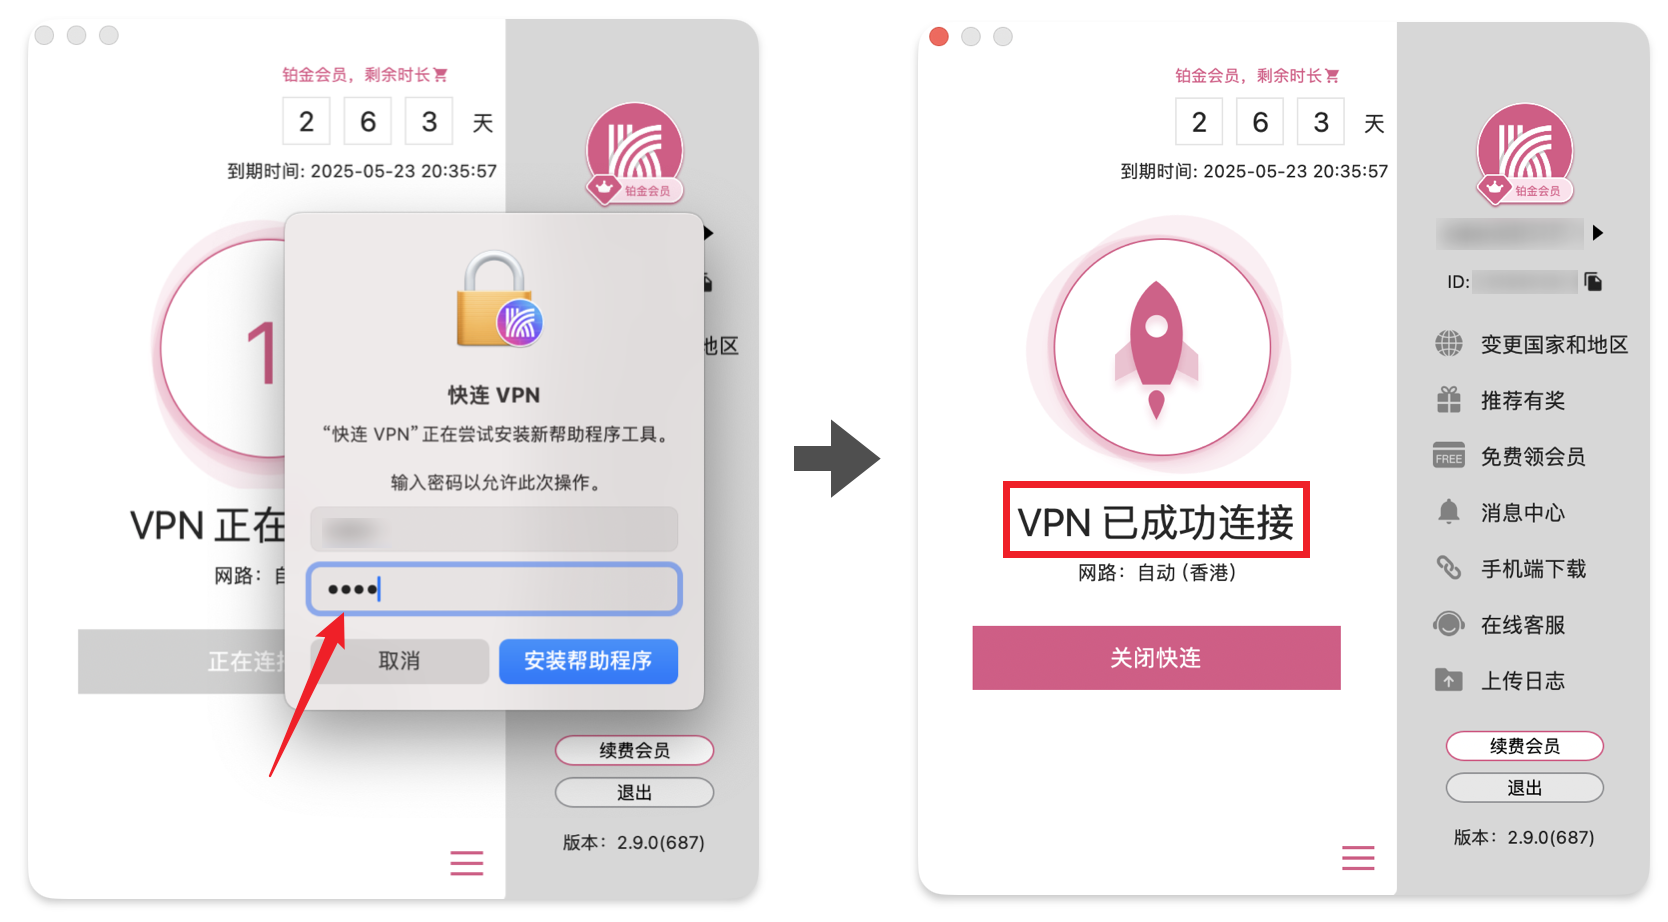 铂金会员，剩余时长
2 6 3 天
到期时间: 2025-05-23 20:35:57
铂金会员
地区
1
快连 VPN
“快连 VPN”正在尝试安装新帮助程序工具。
输入密码以允许此次操作。
VPN 正在
网路：
取消
安装帮助程序
正在连接
续费会员
退出
版本：2.9.0(687)
铂金会员，剩余时长
2 6 3 天
到期时间: 2025-05-23 20:35:57
VPN 已成功连接
网路：自动 (香港)
关闭快连
铂金会员
ID:
变更国家和地区
推荐有奖
FREE 免费领会员
消息中心
手机端下载
在线客服
上传日志
续费会员
退出
版本：2.9.0(687)